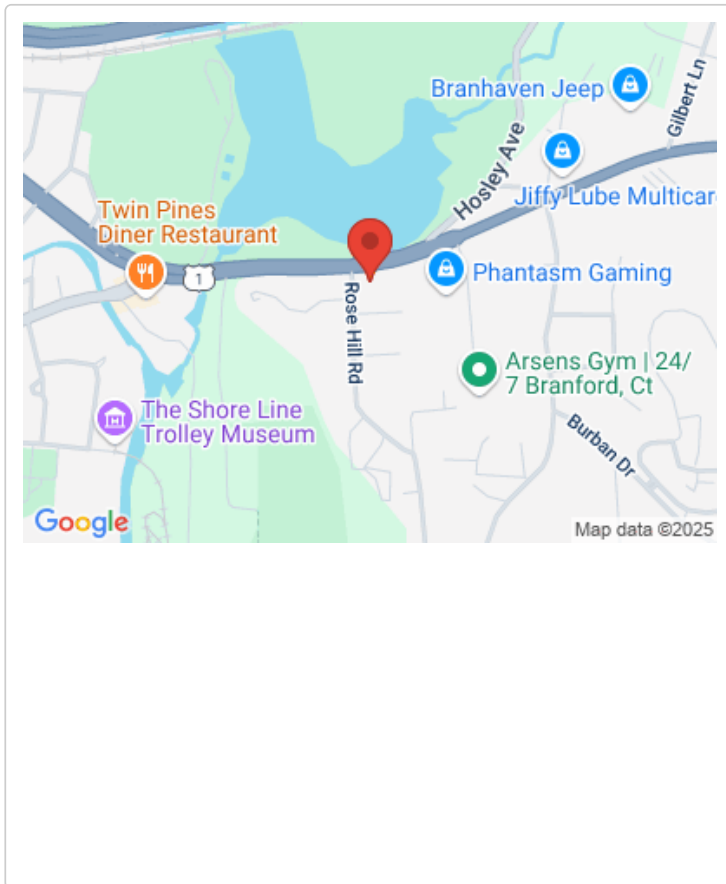 Branhaven Jeep
Gilbert Ln
Hosley Ave
Jiffy Lube Multicar
Twin Pines
Diner Restaurant
1
Phantasm Gaming
Rose Hill Rd
Arsens Gym | 24/
7 Branford, Ct
The Shore Line
Trolley Museum
Burban Dr
Google
Map data ©2025